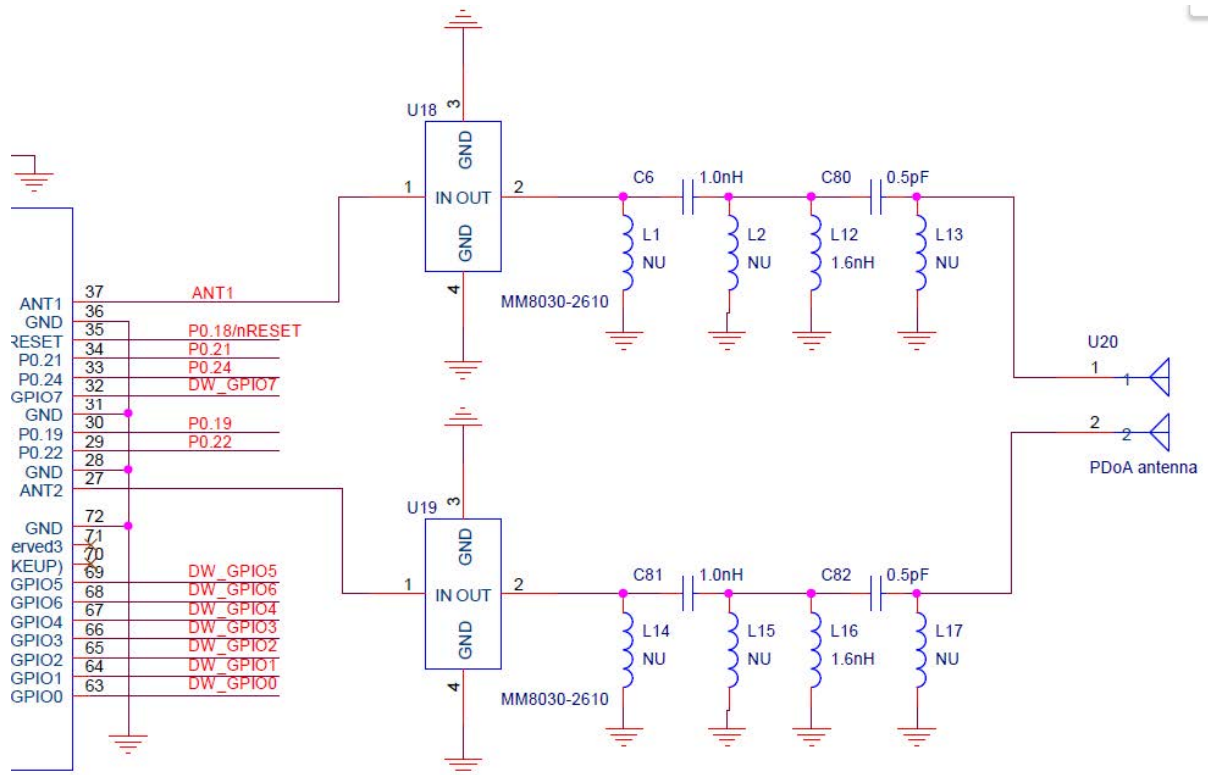 U18
3
GND
1
IN OUT
2
GND
4
MM8030-2610
C6
1.0nH
C80
0.5pF
L1
NU
L2
NU
L12
1.6nH
L13
NU
U20
1
1
2
2
PDoA antenna
ANT1
37
ANT1
GND
36
RESET
35
P0.18/nRESET
P0.21
34
P0.21
P0.24
33
P0.24
GPIO7
32
DW_GPIO7
GND
31
P0.19
30
P0.19
P0.22
29
P0.22
GND
28
ANT2
27
GND
72
erved3
71
KEUP)
70
GPIO5
69
DW_GPIO5
GPIO6
68
DW_GPIO6
GPIO4
67
DW_GPIO4
GPIO3
66
DW_GPIO3
GPIO2
65
DW_GPIO2
GPIO1
64
DW_GPIO1
GPIO0
63
DW_GPIO0
U19
3
GND
1
IN OUT
2
GND
4
MM8030-2610
C81
1.0nH
C82
0.5pF
L14
NU
L15
NU
L16
1.6nH
L17
NU